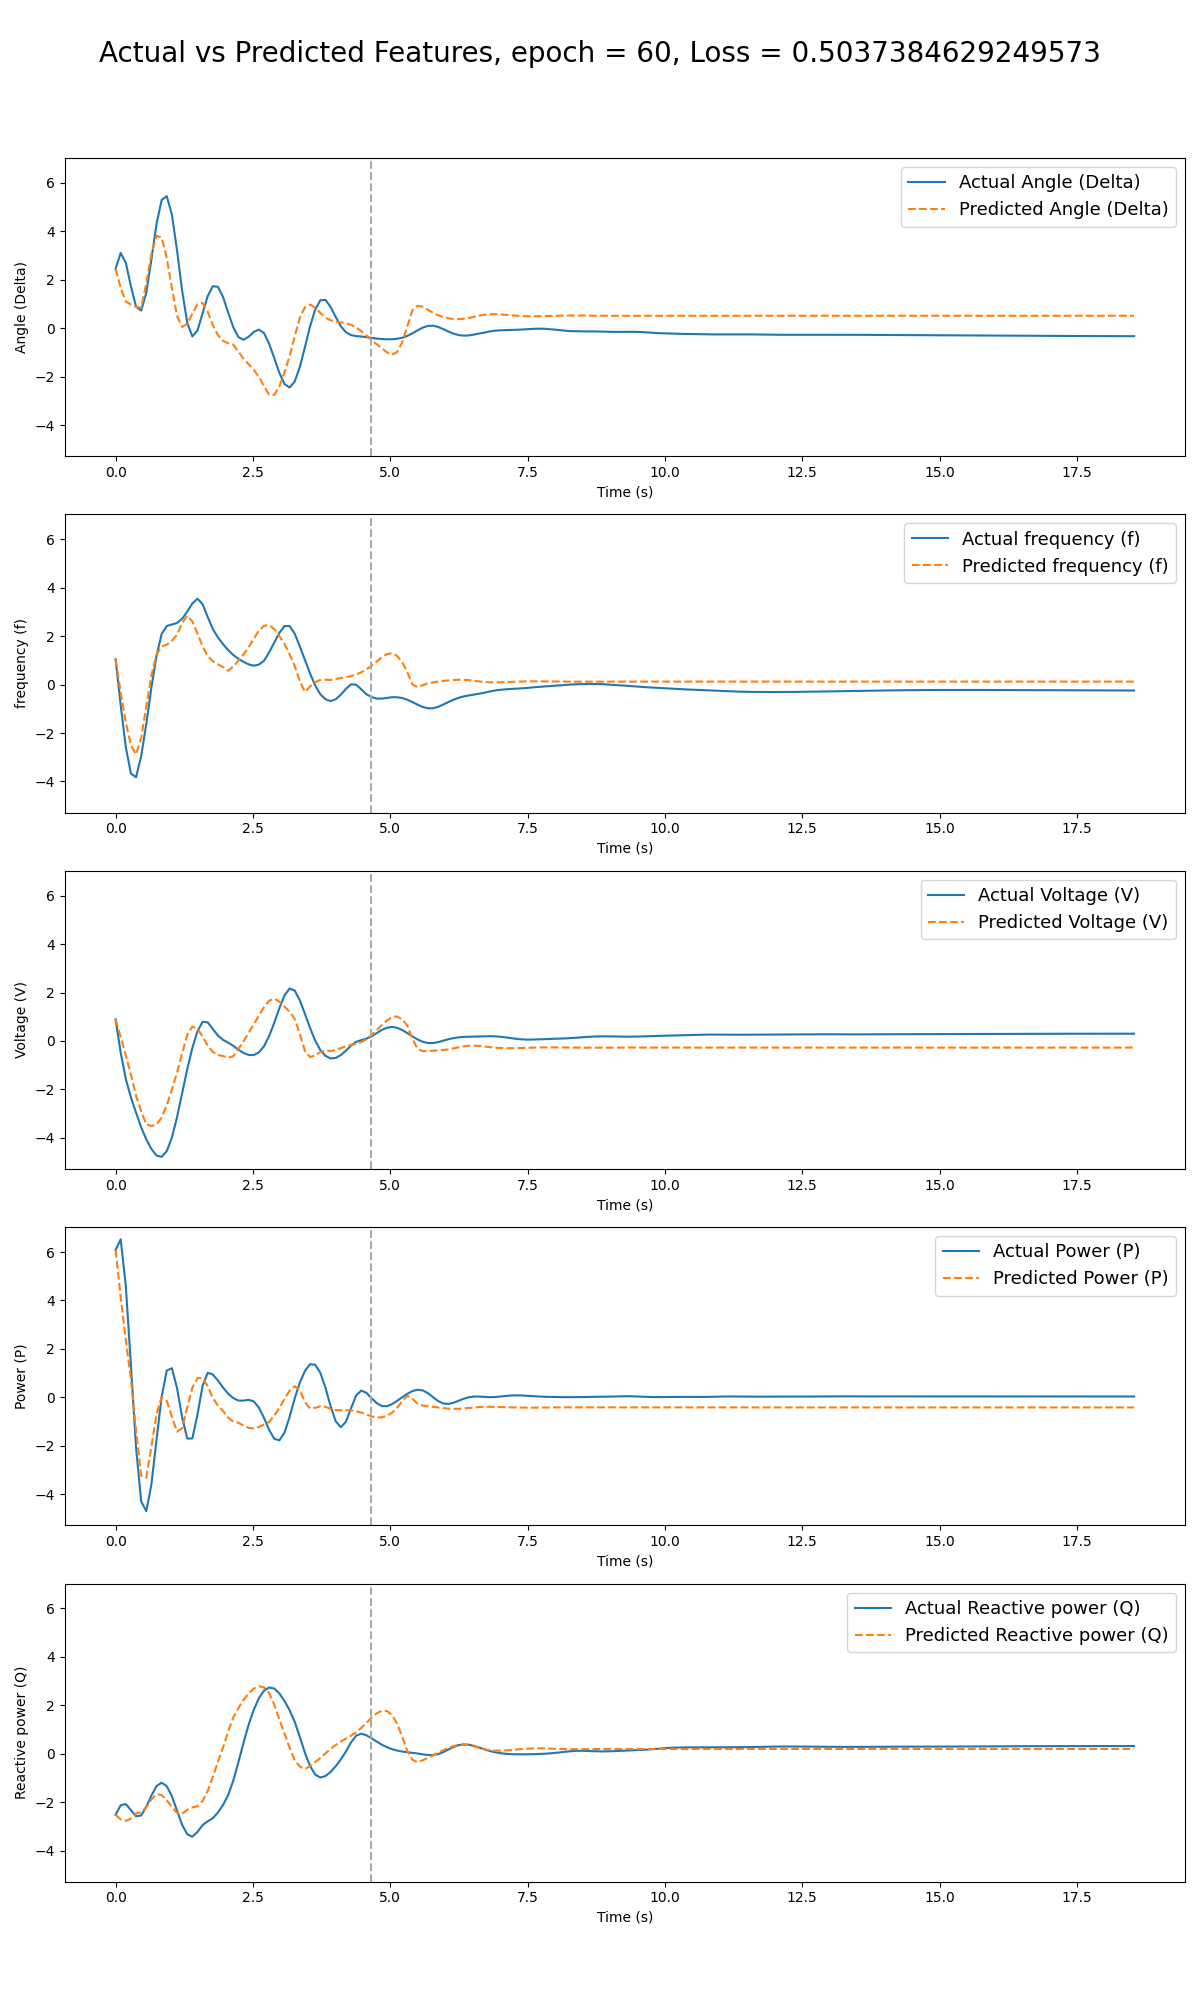 Actual vs Predicted Features, epoch = 60, Loss = 0.5037384629249573
Actual Angle (Delta)
Predicted Angle (Delta)
Angle (Delta)
6
4
2
0
−2
−4
0.0 2.5 5.0 7.5 10.0 12.5 15.0 17.5
Time (s)
Actual frequency (f)
Predicted frequency (f)
frequency (f)
6
4
2
0
−2
−4
0.0 2.5 5.0 7.5 10.0 12.5 15.0 17.5
Time (s)
Actual Voltage (V)
Predicted Voltage (V)
Voltage (V)
6
4
2
0
−2
−4
0.0 2.5 5.0 7.5 10.0 12.5 15.0 17.5
Time (s)
Actual Power (P)
Predicted Power (P)
Power (P)
6
4
2
0
−2
−4
0.0 2.5 5.0 7.5 10.0 12.5 15.0 17.5
Time (s)
Actual Reactive power (Q)
Predicted Reactive power (Q)
Reactive power (Q)
6
4
2
0
−2
−4
0.0 2.5 5.0 7.5 10.0 12.5 15.0 17.5
Time (s)